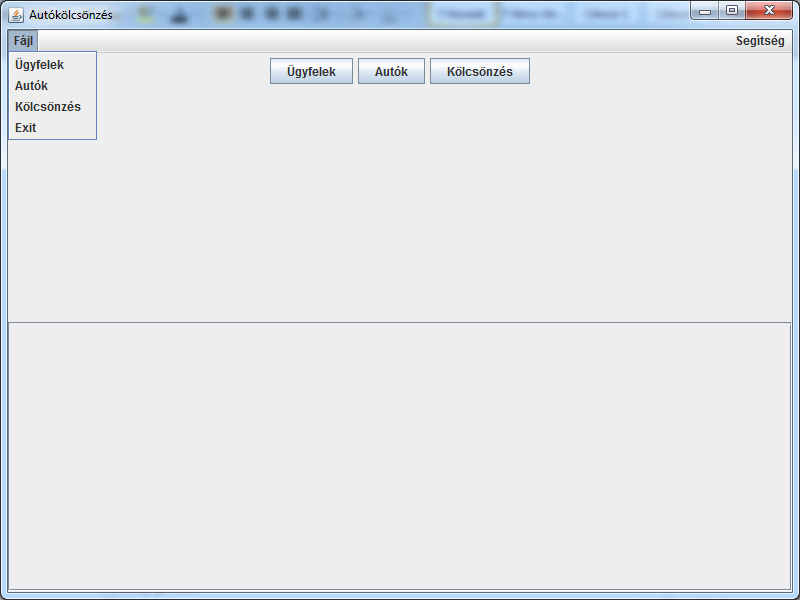 Autókölcsönzés
Fájl
Segítség
Ügyfelek
Autók
Kölcsönzés
Exit
Ügyfelek
Autók
Kölcsönzés